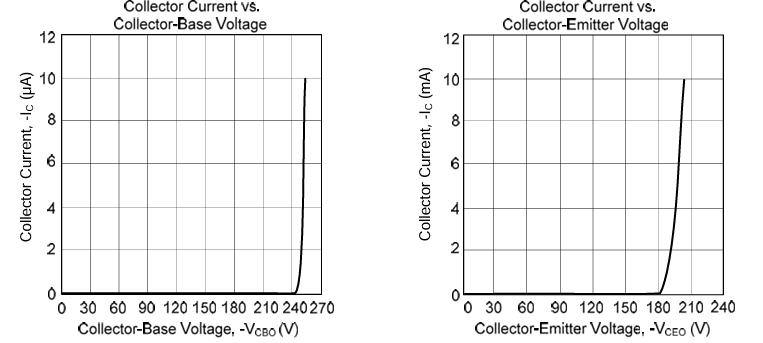 Collector Current vs.
Collector-Base Voltage
12
10
8
6
4
2
0
Collector Current, -IC (µA)
0 30 60 90 120 150 180 210 240 270
Collector-Base Voltage, -VCBO (V)
Collector Current vs.
Collector-Emitter Voltage
12
10
8
6
4
2
0
Collector Current, -IC (mA)
0 30 60 90 120 150 180 210 240
Collector-Emitter Voltage, -VCEO (V)